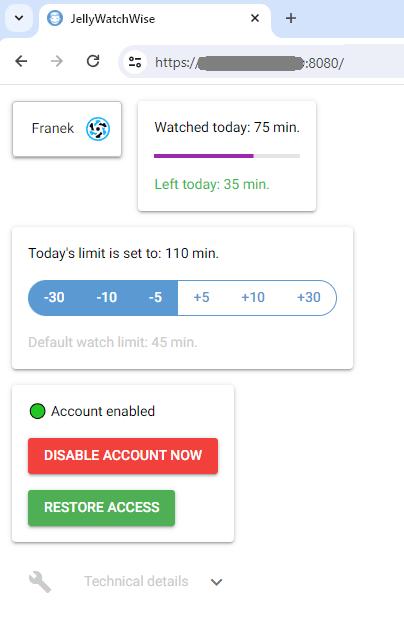 JellyWatchWise
https://
:8080/
Franek
Watched today: 75 min.
Left today: 35 min.
Today's limit is set to: 110 min.
-30 -10 -5 +5 +10 +30
Default watch limit: 45 min.
Account enabled
DISABLE ACCOUNT NOW
RESTORE ACCESS
Technical details